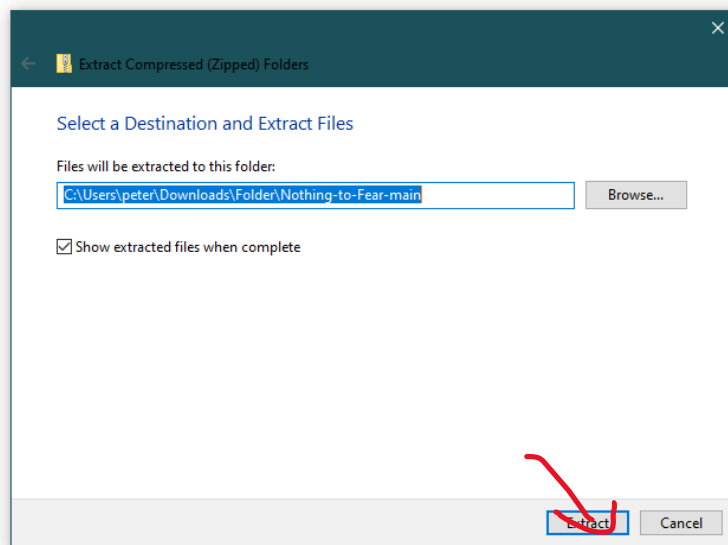 Extract Compressed (Zipped) Folders
Select a Destination and Extract Files
Files will be extracted to this folder:
C:\Users\peter\Downloads\Folder\Nothing-to-Fear-main
Browse...
Show extracted files when complete
Extract
Cancel